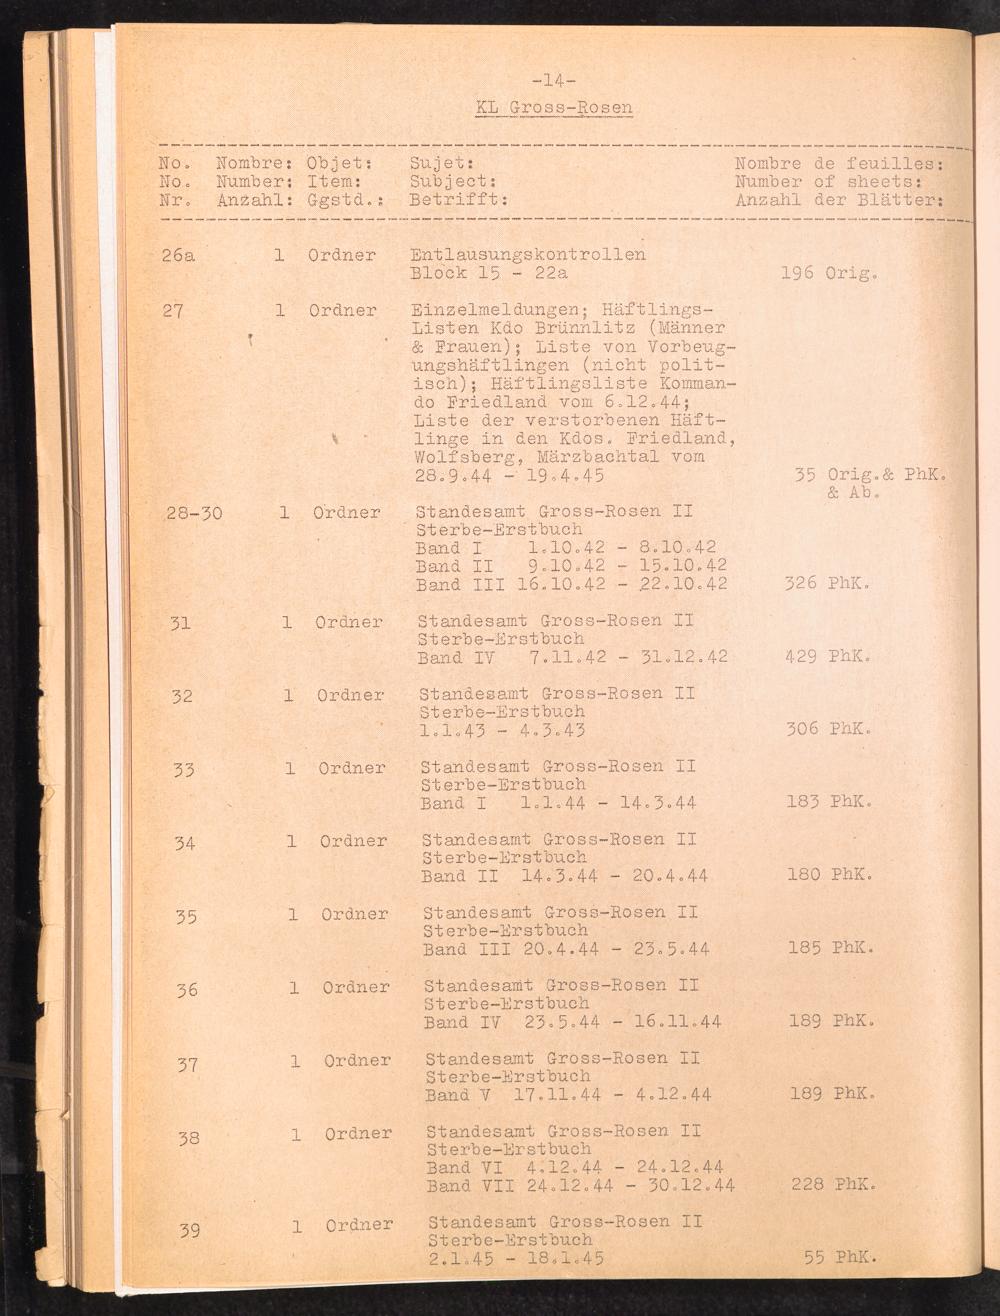 -14-
KL Gross-Rosen
No. Nombre: Objet: Sujet: Nombre de feuilles:
No. Number: Item: Subject: Number of sheets:
Nr. Anzahl: Ggstd.: Betrifft: Anzahl der Blätter:
26a 1 Ordner Entlausungskontrollen
Block 15 - 22a 196 Orig.
27 1 Ordner Einzelmeldungen; Häftlings-
Listen Kdo Brünnlitz (Männer
& Frauen); Liste von Vorbeug-
ungshäftlingen (nicht polit-
isch); Häftlingsliste Komman-
do Friedland vom 6.12.44;
Liste der verstorbenen Häft-
linge in den Kdos. Friedland,
Wolfsberg, Märzbachtal vom
28.9.44 - 19.4.45 35 Orig.& PhK.
& Ab.
28-30 1 Ordner Standesamt Gross-Rosen II
Sterbe-Erstbuch
Band I 1.10.42 - 8.10.42
Band II 9.10.42 - 15.10.42
Band III 16.10.42 - 22.10.42 326 PhK.
31 1 Ordner Standesamt Gross-Rosen II
Sterbe-Erstbuch
Band IV 7.11.42 - 31.12.42 429 PhK.
32 1 Ordner Standesamt Gross-Rosen II
Sterbe-Erstbuch
1.1.43 - 4.3.43 306 PhK.
33 1 Ordner Standesamt Gross-Rosen II
Sterbe-Erstbuch
Band I 1.1.44 - 14.3.44 183 PhK.
34 1 Ordner Standesamt Gross-Rosen II
Sterbe-Erstbuch
Band II 14.3.44 - 20.4.44 180 PhK.
35 1 Ordner Standesamt Gross-Rosen II
Sterbe-Erstbuch
Band III 20.4.44 - 23.5.44 185 PhK.
36 1 Ordner Standesamt Gross-Rosen II
Sterbe-Erstbuch
Band IV 23.5.44 - 16.11.44 189 PhK.
37 1 Ordner Standesamt Gross-Rosen II
Sterbe-Erstbuch
Band V 17.11.44 - 4.12.44 189 PhK.
38 1 Ordner Standesamt Gross-Rosen II
Sterbe-Erstbuch
Band VI 4.12.44 - 24.12.44
Band VII 24.12.44 - 30.12.44 228 PhK.
39 1 Ordner Standesamt Gross-Rosen II
Sterbe-Erstbuch
2.1.45 - 18.1.45 55 PhK.